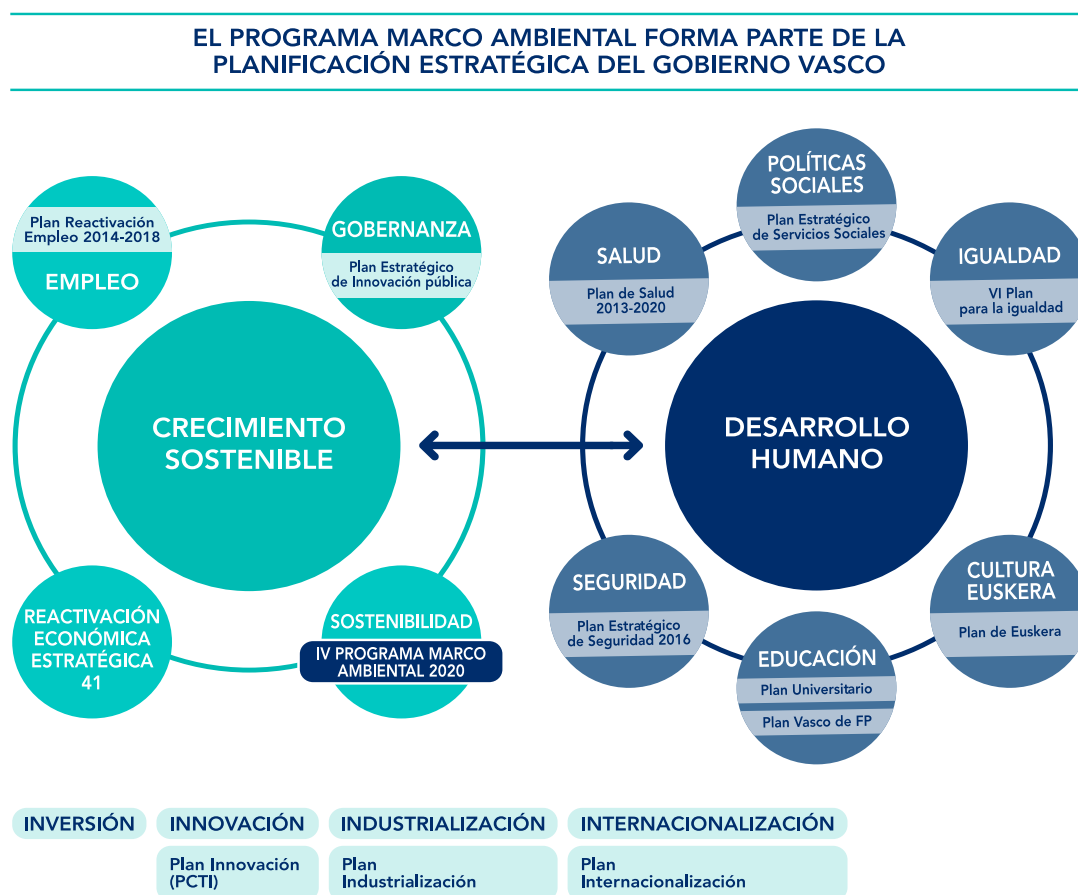 EL PROGRAMA MARCO AMBIENTAL FORMA PARTE DE LA
PLANIFICACIÓN ESTRATÉGICA DEL GOBIERNO VASCO
Plan Reactivación
Empleo 2014-2018
EMPLEO
GOBERNANZA
Plan Estratégico
de Innovación pública
CRECIMIENTO
SOSTENIBLE
REACTIVACIÓN
ECONÓMICA
ESTRATÉGICA
41
SOSTENIBILIDAD
IV PROGRAMA MARCO
AMBIENTAL 2020
POLÍTICAS
SOCIALES
Plan Estratégico
de Servicios Sociales
SALUD
Plan de Salud
2013-2020
IGUALDAD
VI Plan
para la igualdad
DESARROLLO
HUMANO
SEGURIDAD
Plan Estratégico
de Seguridad 2016
CULTURA
EUSKERA
Plan de Euskera
EDUCACIÓN
Plan Universitario
Plan Vasco de FP
INVERSIÓN
INNOVACIÓN
Plan Innovación
(PCTI)
INDUSTRIALIZACIÓN
Plan
Industrialización
INTERNACIONALIZACIÓN
Plan
Internacionalización